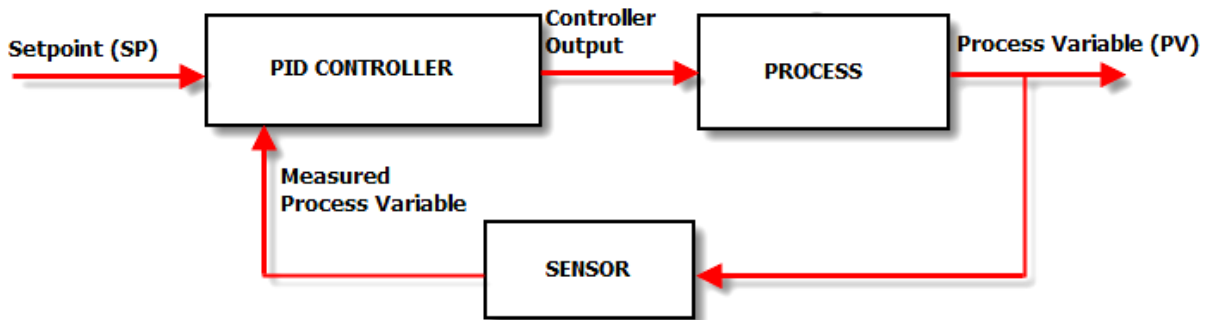 Setpoint (SP)
PID CONTROLLER
Controller
Output
PROCESS
Process Variable (PV)
Measured
Process Variable
SENSOR